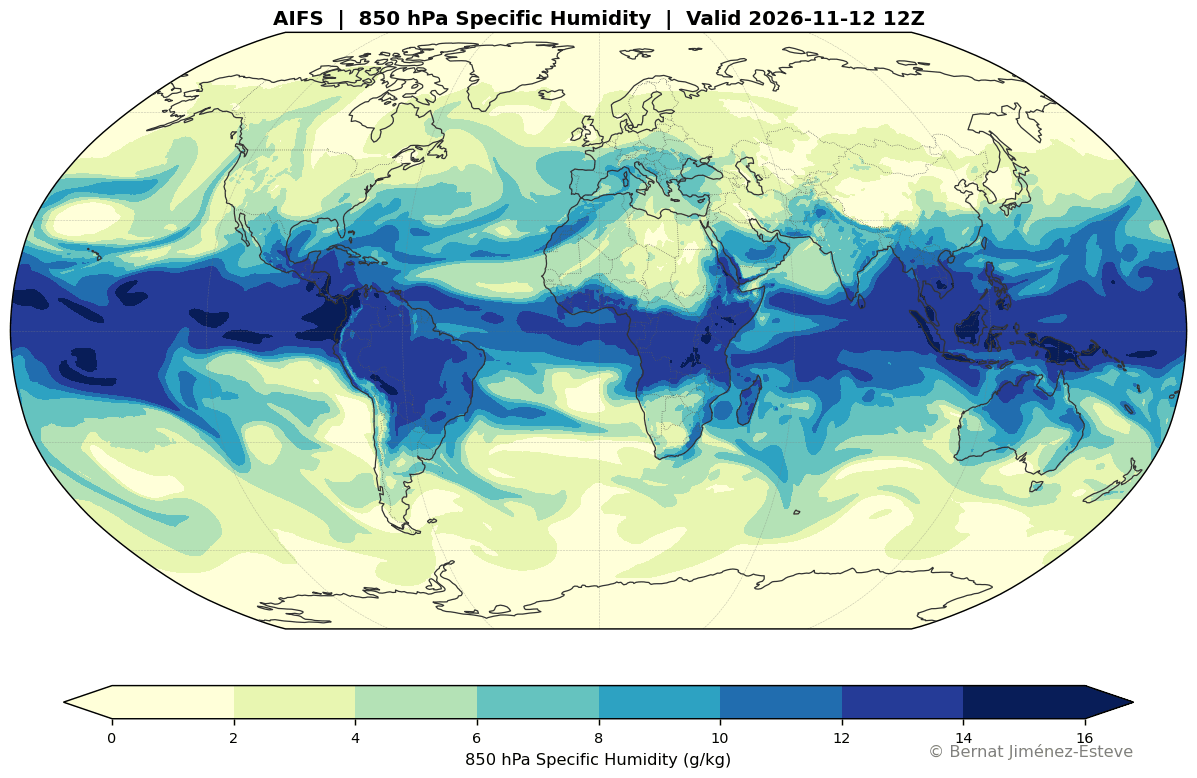 AIFS | 850 hPa Specific Humidity | Valid 2026-11-12 12Z
0 2 4 6 8 10 12 14 16
850 hPa Specific Humidity (g/kg)
© Bernat Jiménez-Esteve